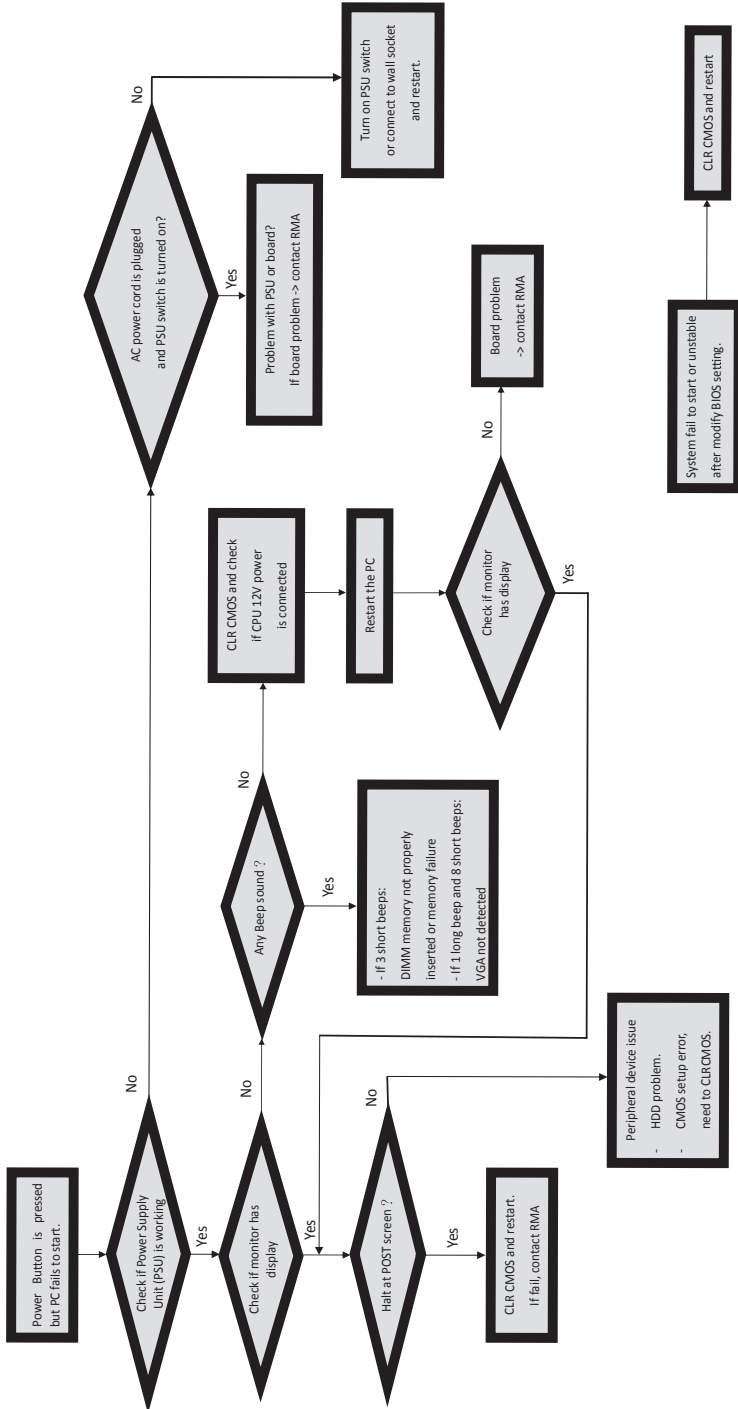 Power Button is pressed
but PC fails to start.
Check if Power Supply
Unit (PSU) is working
No
AC power cord is plugged
and PSU switch is turned on?
No
Turn on PSU switch
or connect to wall socket
and restart.
Yes
Problem with PSU or board?
If board problem -> contact RMA
Yes
Check if monitor has
display
No
Any Beep sound ?
No
CLR CMOS and check
if CPU 12V power
is connected
Restart the PC
Check if monitor
has display
No
Board problem
-> contact RMA
Yes
Yes
- If 3 short beeps:
DIMM memory not properly
inserted or memory failure
- If 1 long beep and 8 short beeps:
VGA not detected
Yes
Halt at POST screen ?
No
Peripheral device issue
- HDD problem.
- CMOS setup error,
need to CLRCMOS.
Yes
CLR CMOS and restart.
If fail, contact RMA
System fail to start or unstable
after modify BIOS setting.
CLR CMOS and restart